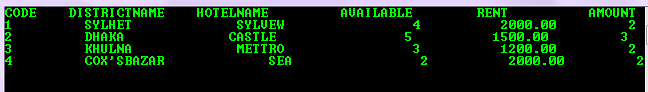 CODE DISTRICTNAME HOTELNAME AVAILABLE RENT AMOUNT
1 SYLHET SYLVEW 4 2000.00 2
2 DHAKA CASTLE 5 1500.00 3
3 KHULNA METTRO 3 1200.00 2
4 COX'SBAZAR SEA 2 2000.00 2